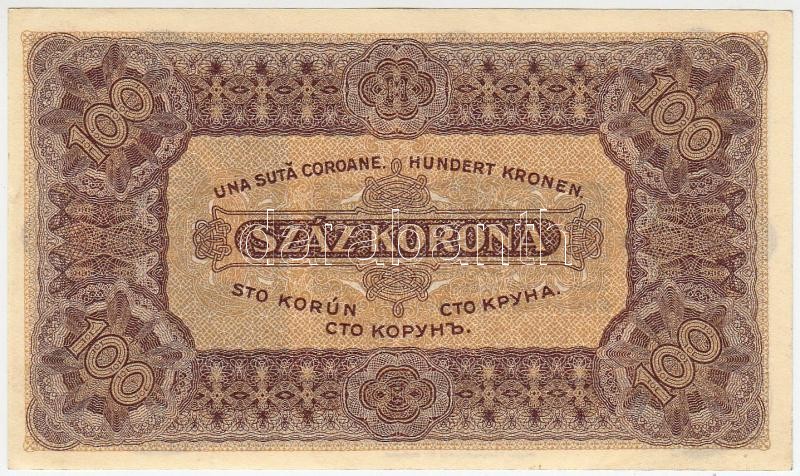 100 100
UNA SUTĂ COROANE. HUNDERT KRONEN.
SZÁZ KORONA
STO KORÚN СТО КРУНА.
СТО КОРУНЪ.
100 100